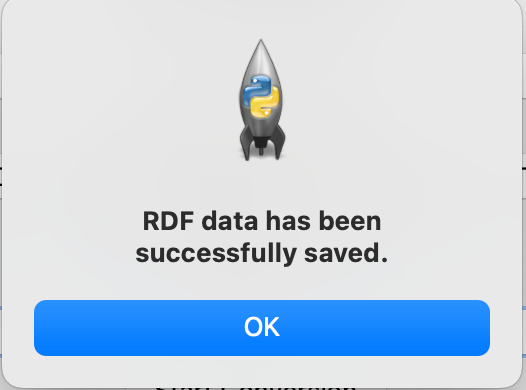 RDF data has been
successfully saved.
OK